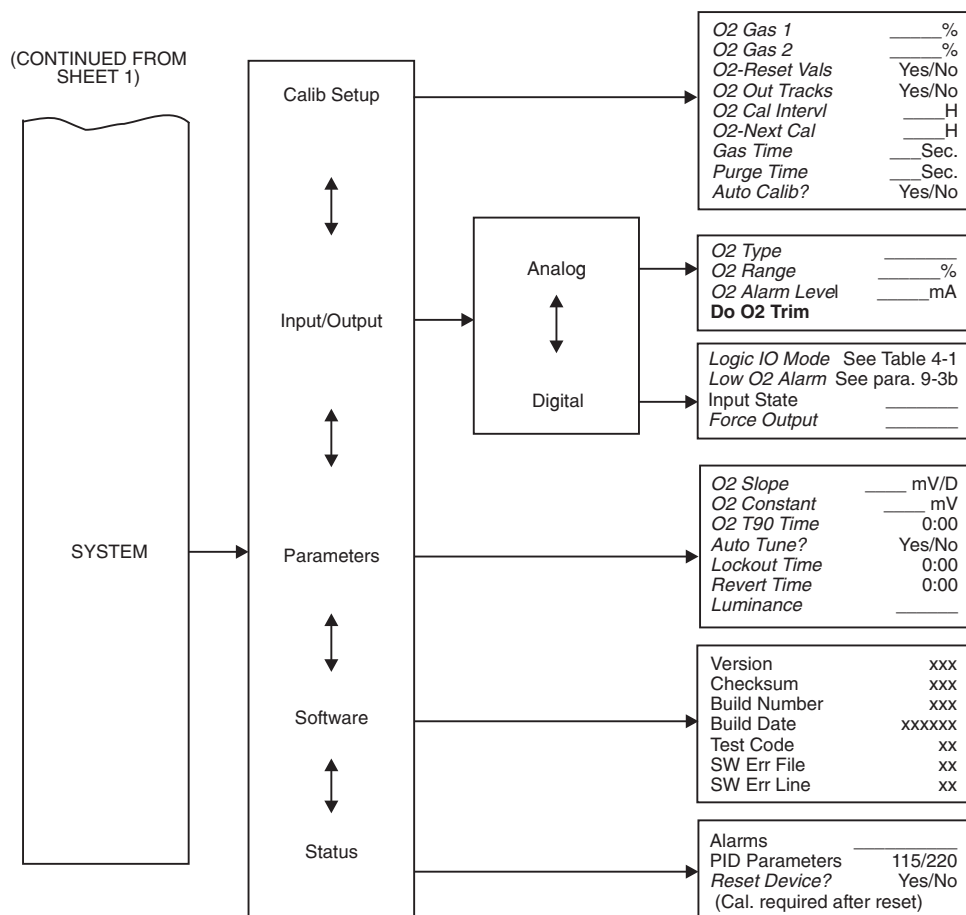 (CONTINUED FROM
SHEET 1)
SYSTEM
Calib Setup
Input/Output
Parameters
Software
Status
Analog
Digital
O2 Gas 1 _____%
O2 Gas 2 _____%
O2-Reset Vals Yes/No
O2 Out Tracks Yes/No
O2 Cal Intervl ____H
O2-Next Cal ____H
Gas Time ___Sec.
Purge Time ___Sec.
Auto Calib? Yes/No
O2 Type _______
O2 Range ______%
O2 Alarm Level _____mA
Do O2 Trim
Logic IO Mode See Table 4-1
Low O2 Alarm See para. 9-3b
Input State _______
Force Output _______
O2 Slope ____ mV/D
O2 Constant ____ mV
O2 T90 Time 0:00
Auto Tune? Yes/No
Lockout Time 0:00
Revert Time 0:00
Luminance ______
Version xxx
Checksum xxx
Build Number xxx
Build Date xxxxxx
Test Code xx
SW Err File xx
SW Err Line xx
Alarms __________
PID Parameters 115/220
Reset Device? Yes/No
(Cal. required after reset)